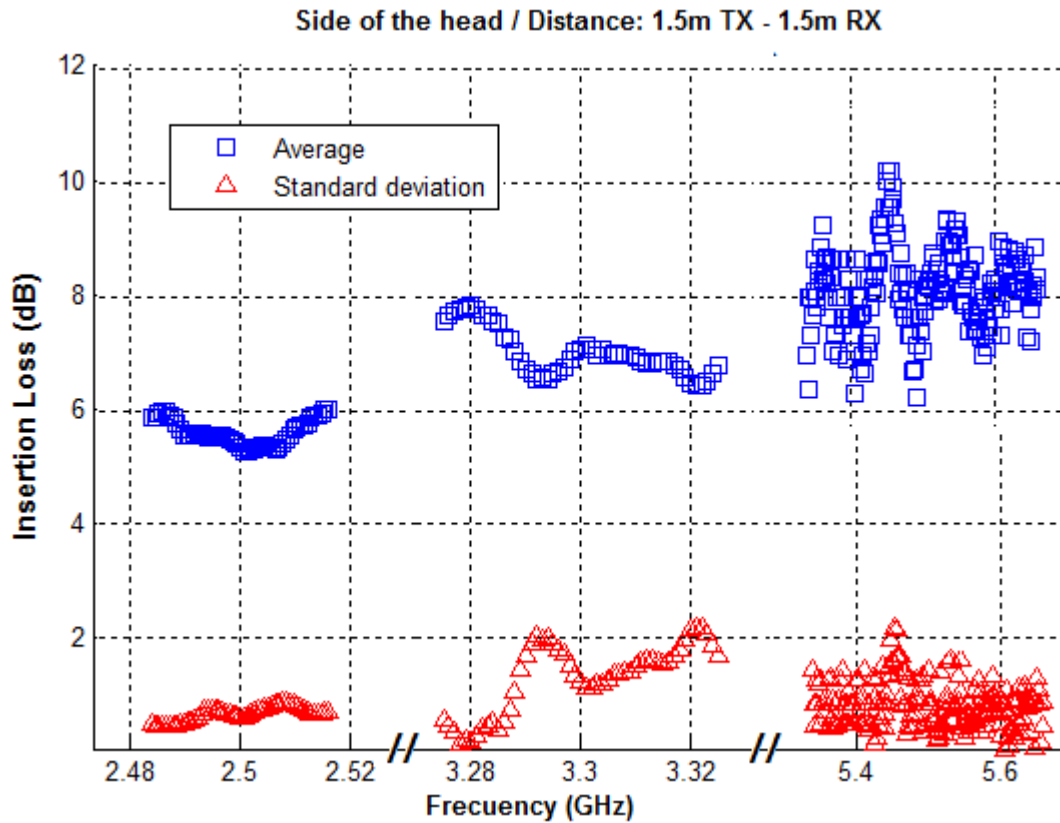 Side of the head / Distance: 1.5m TX - 1.5m RX
12
10
8
6
4
2
Insertion Loss (dB)
Average
Standard deviation
2.48 2.5 2.52 3.28 3.3 3.32 5.4 5.6
Frecuency (GHz)